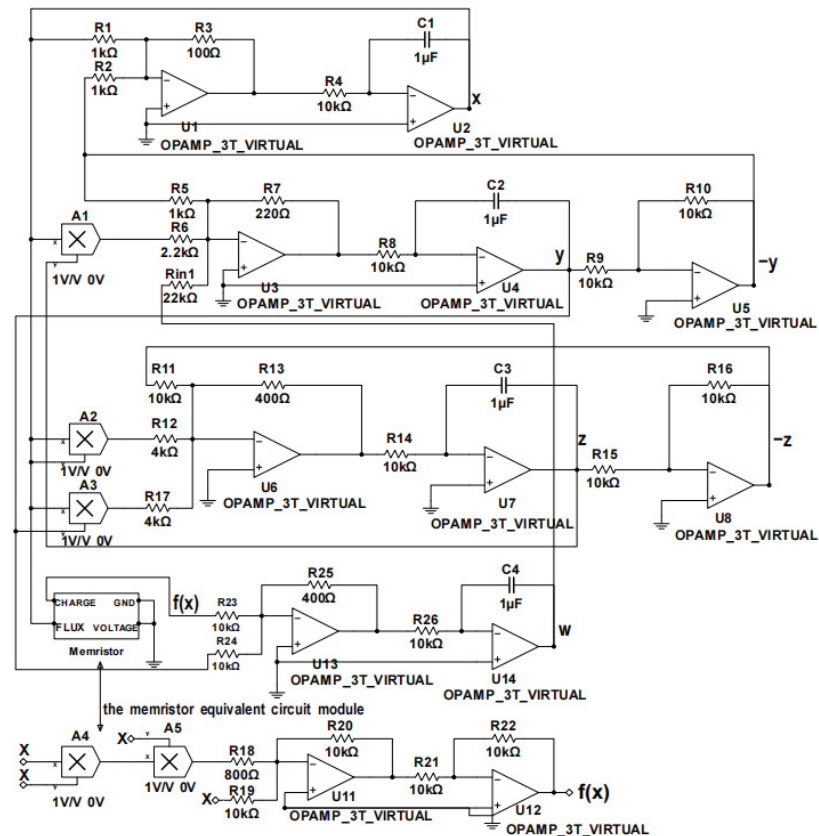 R1
1kΩ
R3
100Ω
R2
1kΩ
R4
10kΩ
C1
1µF
x
U1
OPAMP_3T_VIRTUAL
U2
OPAMP_3T_VIRTUAL
A1
x
Y
1V/V 0V
R5
1kΩ
R6
2.2kΩ
Rin1
22kΩ
R7
220Ω
R8
10kΩ
C2
1µF
U3
OPAMP_3T_VIRTUAL
U4
OPAMP_3T_VIRTUAL
y
R9
10kΩ
R10
10kΩ
−y
U5
OPAMP_3T_VIRTUAL
R11
10kΩ
R13
400Ω
A2
x
Y
1V/V 0V
R12
4kΩ
A3
x
Y
1V/V 0V
R17
4kΩ
R14
10kΩ
C3
1µF
U6
OPAMP_3T_VIRTUAL
U7
OPAMP_3T_VIRTUAL
z
R15
10kΩ
R16
10kΩ
−z
U8
OPAMP_3T_VIRTUAL
CHARGE GND
FLUX VOLTAGE
Memristor
f(x)
R23
10kΩ
R24
10kΩ
R25
400Ω
R26
10kΩ
C4
1µF
w
U13
OPAMP_3T_VIRTUAL
U14
OPAMP_3T_VIRTUAL
the memristor equivalent circuit module
X
X
A4
x
Y
1V/V 0V
X
A5
Y
x
1V/V 0V
R18
800Ω
X
R19
10kΩ
R20
10kΩ
R21
10kΩ
R22
10kΩ
U11
OPAMP_3T_VIRTUAL
U12
OPAMP_3T_VIRTUAL
f(x)